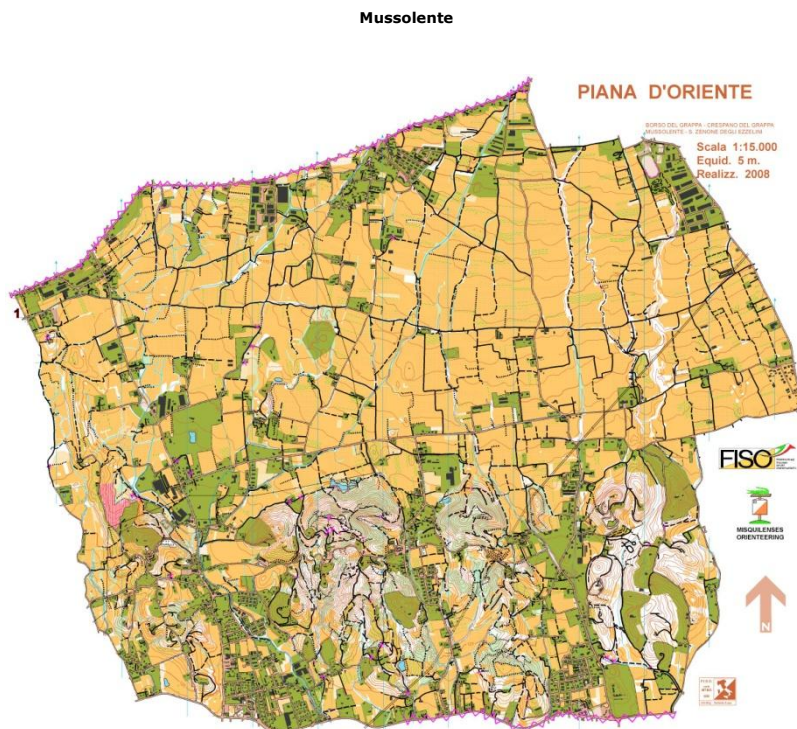 Mussolente
PIANA D'ORIENTE
BORSO DEL GRAPPA - CRESPANO DEL GRAPPA
MUSSOLENTE - S. ZENONE DEGLI EZZELINI
Scala 1:15.000
Equid. 5 m.
Realizz. 2008
1
FISO
MISQUILENSES
ORIENTEERING
N